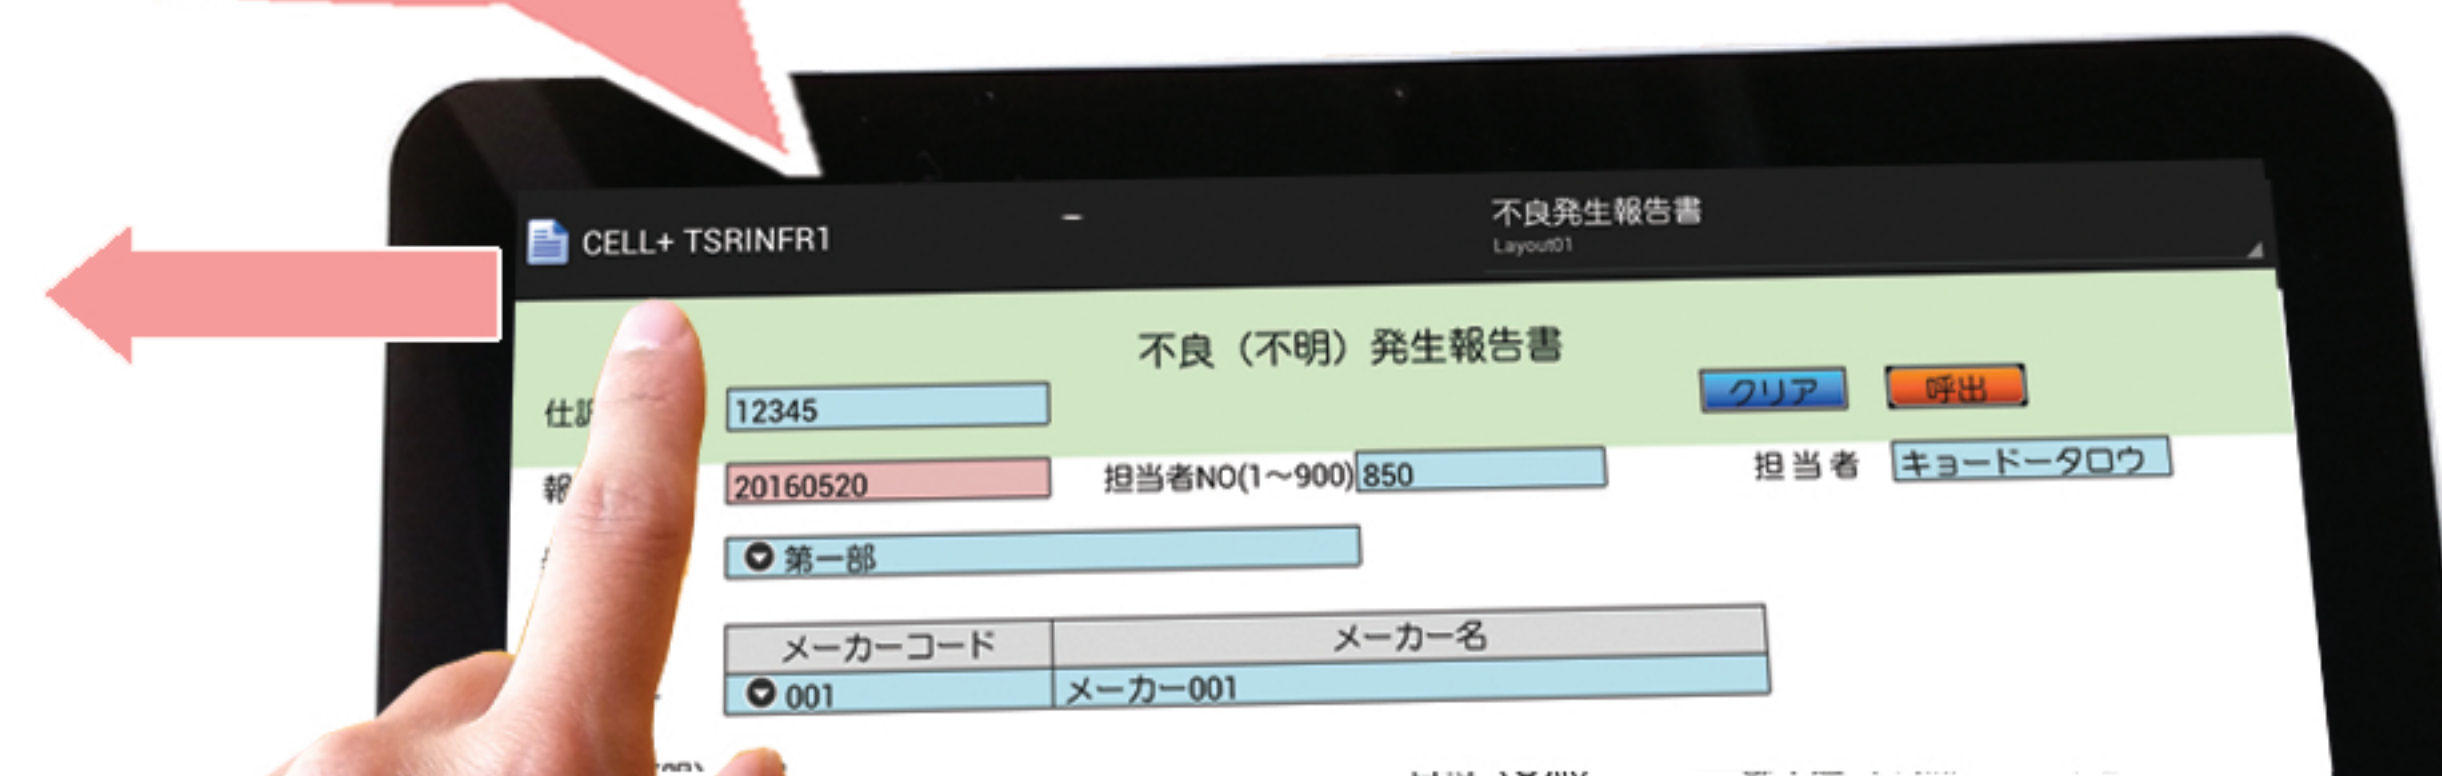 CELL+ TSRINFR1
不良発生報告書
Layout01
不良（不明）発生報告書
仕訳 12345 クリア 呼出
報 20160520 担当者NO(1～900) 850 担当者 キョードータロウ
第一部
メーカーコード メーカー名
001 メーカー001